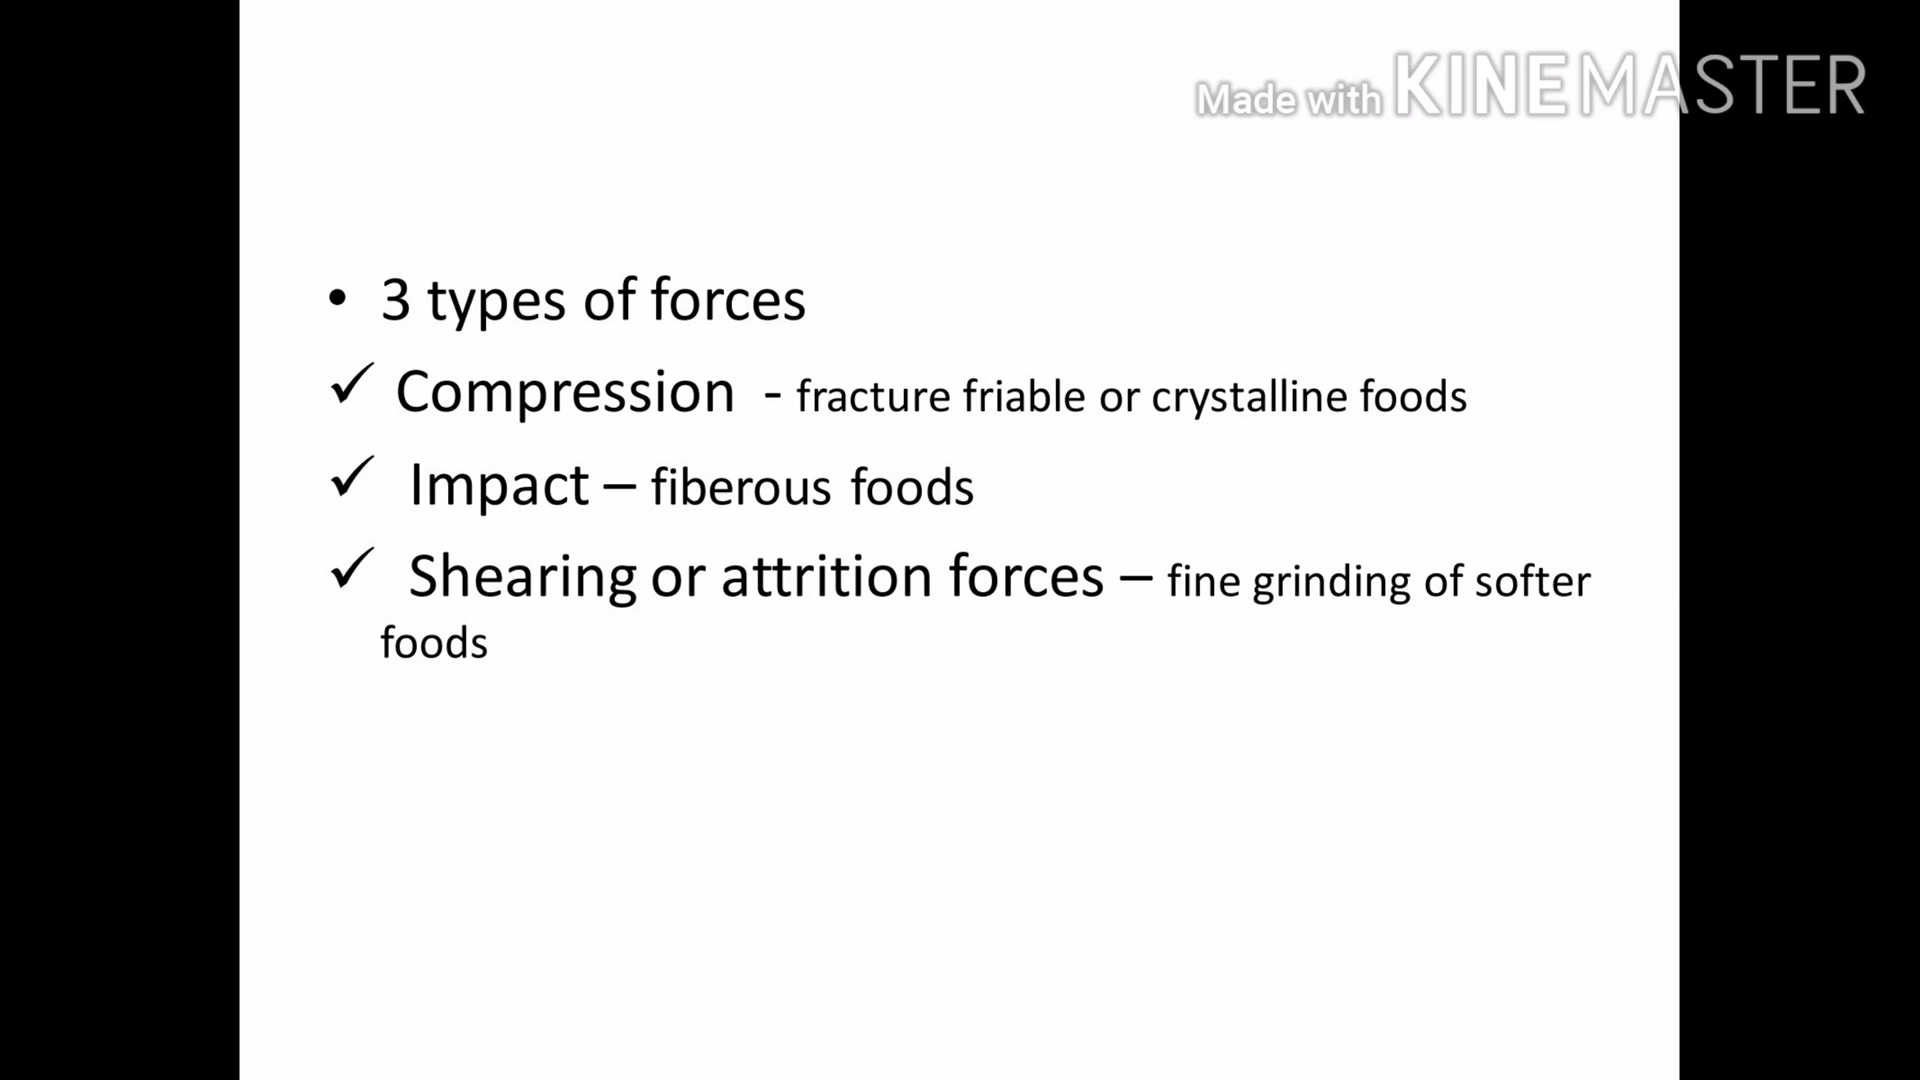 Made with KINEMASTER
• 3 types of forces
✓ Compression - fracture friable or crystalline foods
✓ Impact – fiberous foods
✓ Shearing or attrition forces – fine grinding of softer
foods